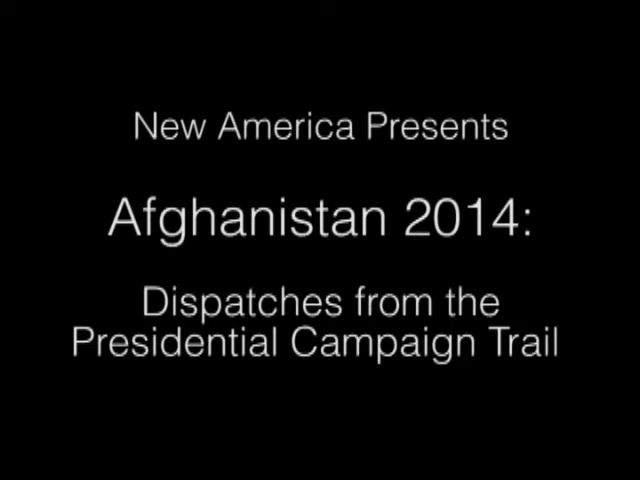 New America Presents
Afghanistan 2014:
Dispatches from the
Presidential Campaign Trail